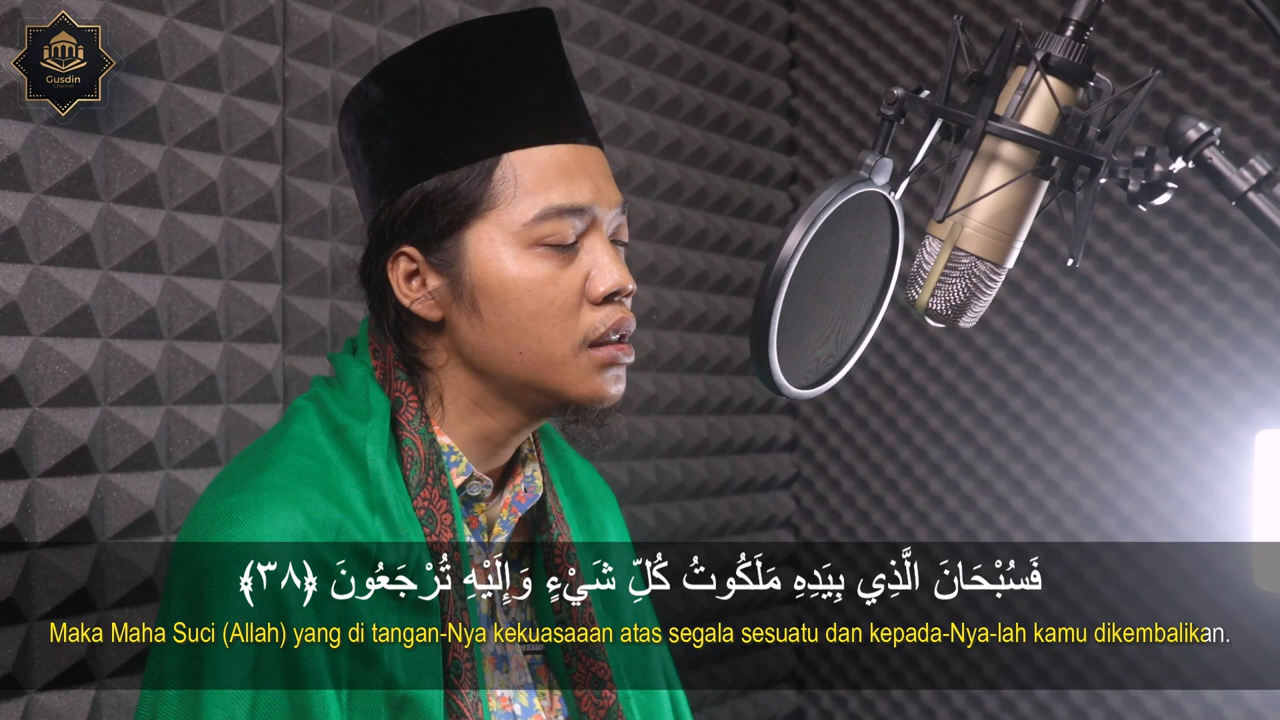 Gusdin
Channel
فَسُبْحَانَ الَّذِي بِيَدِهِ مَلَكُوتُ كُلِّ شَيْءٍ وَإِلَيْهِ تُرْجَعُونَ ﴿٣٨﴾
Maka Maha Suci (Allah) yang di tangan-Nya kekuasaaan atas segala sesuatu dan kepada-Nya-lah kamu dikembalikan.